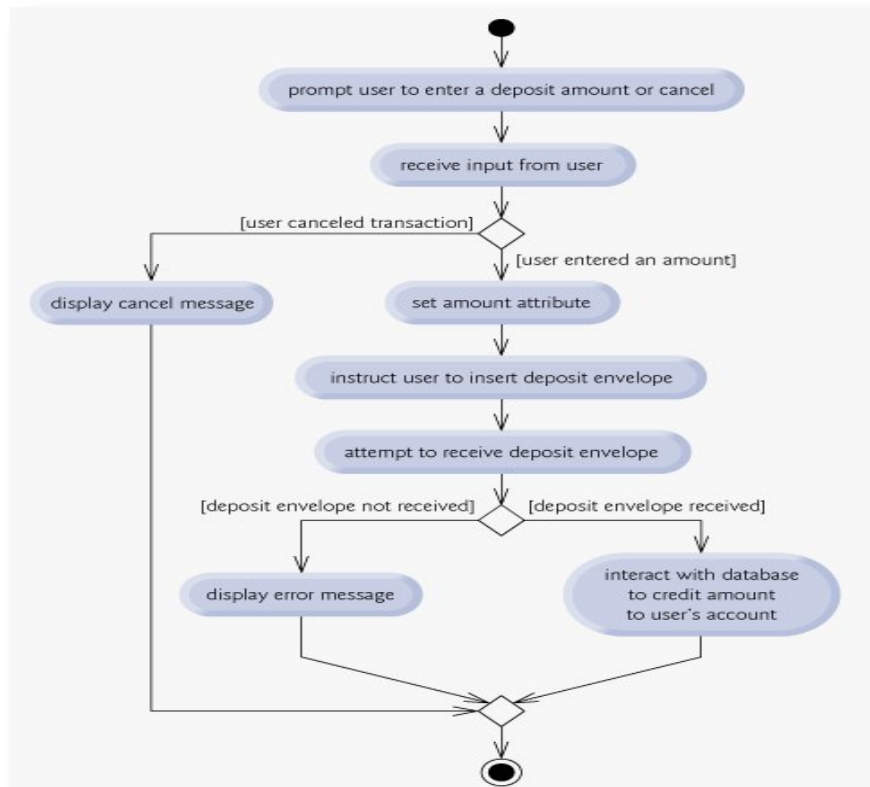 prompt user to enter a deposit amount or cancel
receive input from user
[user canceled transaction]
[user entered an amount]
display cancel message
set amount attribute
instruct user to insert deposit envelope
attempt to receive deposit envelope
[deposit envelope not received]
[deposit envelope received]
display error message
interact with database
to credit amount
to user's account